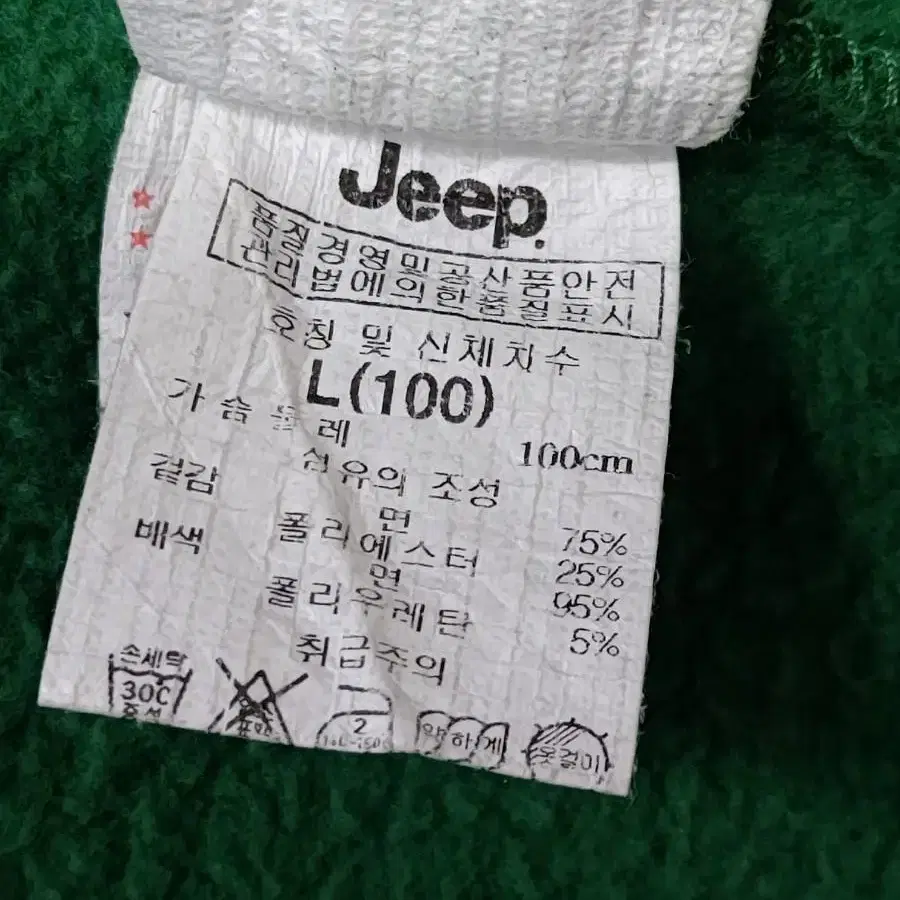 Jeep.
품질경영및공산품안전
관리법에의한품질표시
호칭 및 신체치수
L(100)
가슴둘레 100cm
섬유의 조성
겉감 면 75%
폴리에스터 25%
배색 면 95%
폴리우레탄 5%
취급주의
손세탁
30C
중성
2
약하게
옷걸이